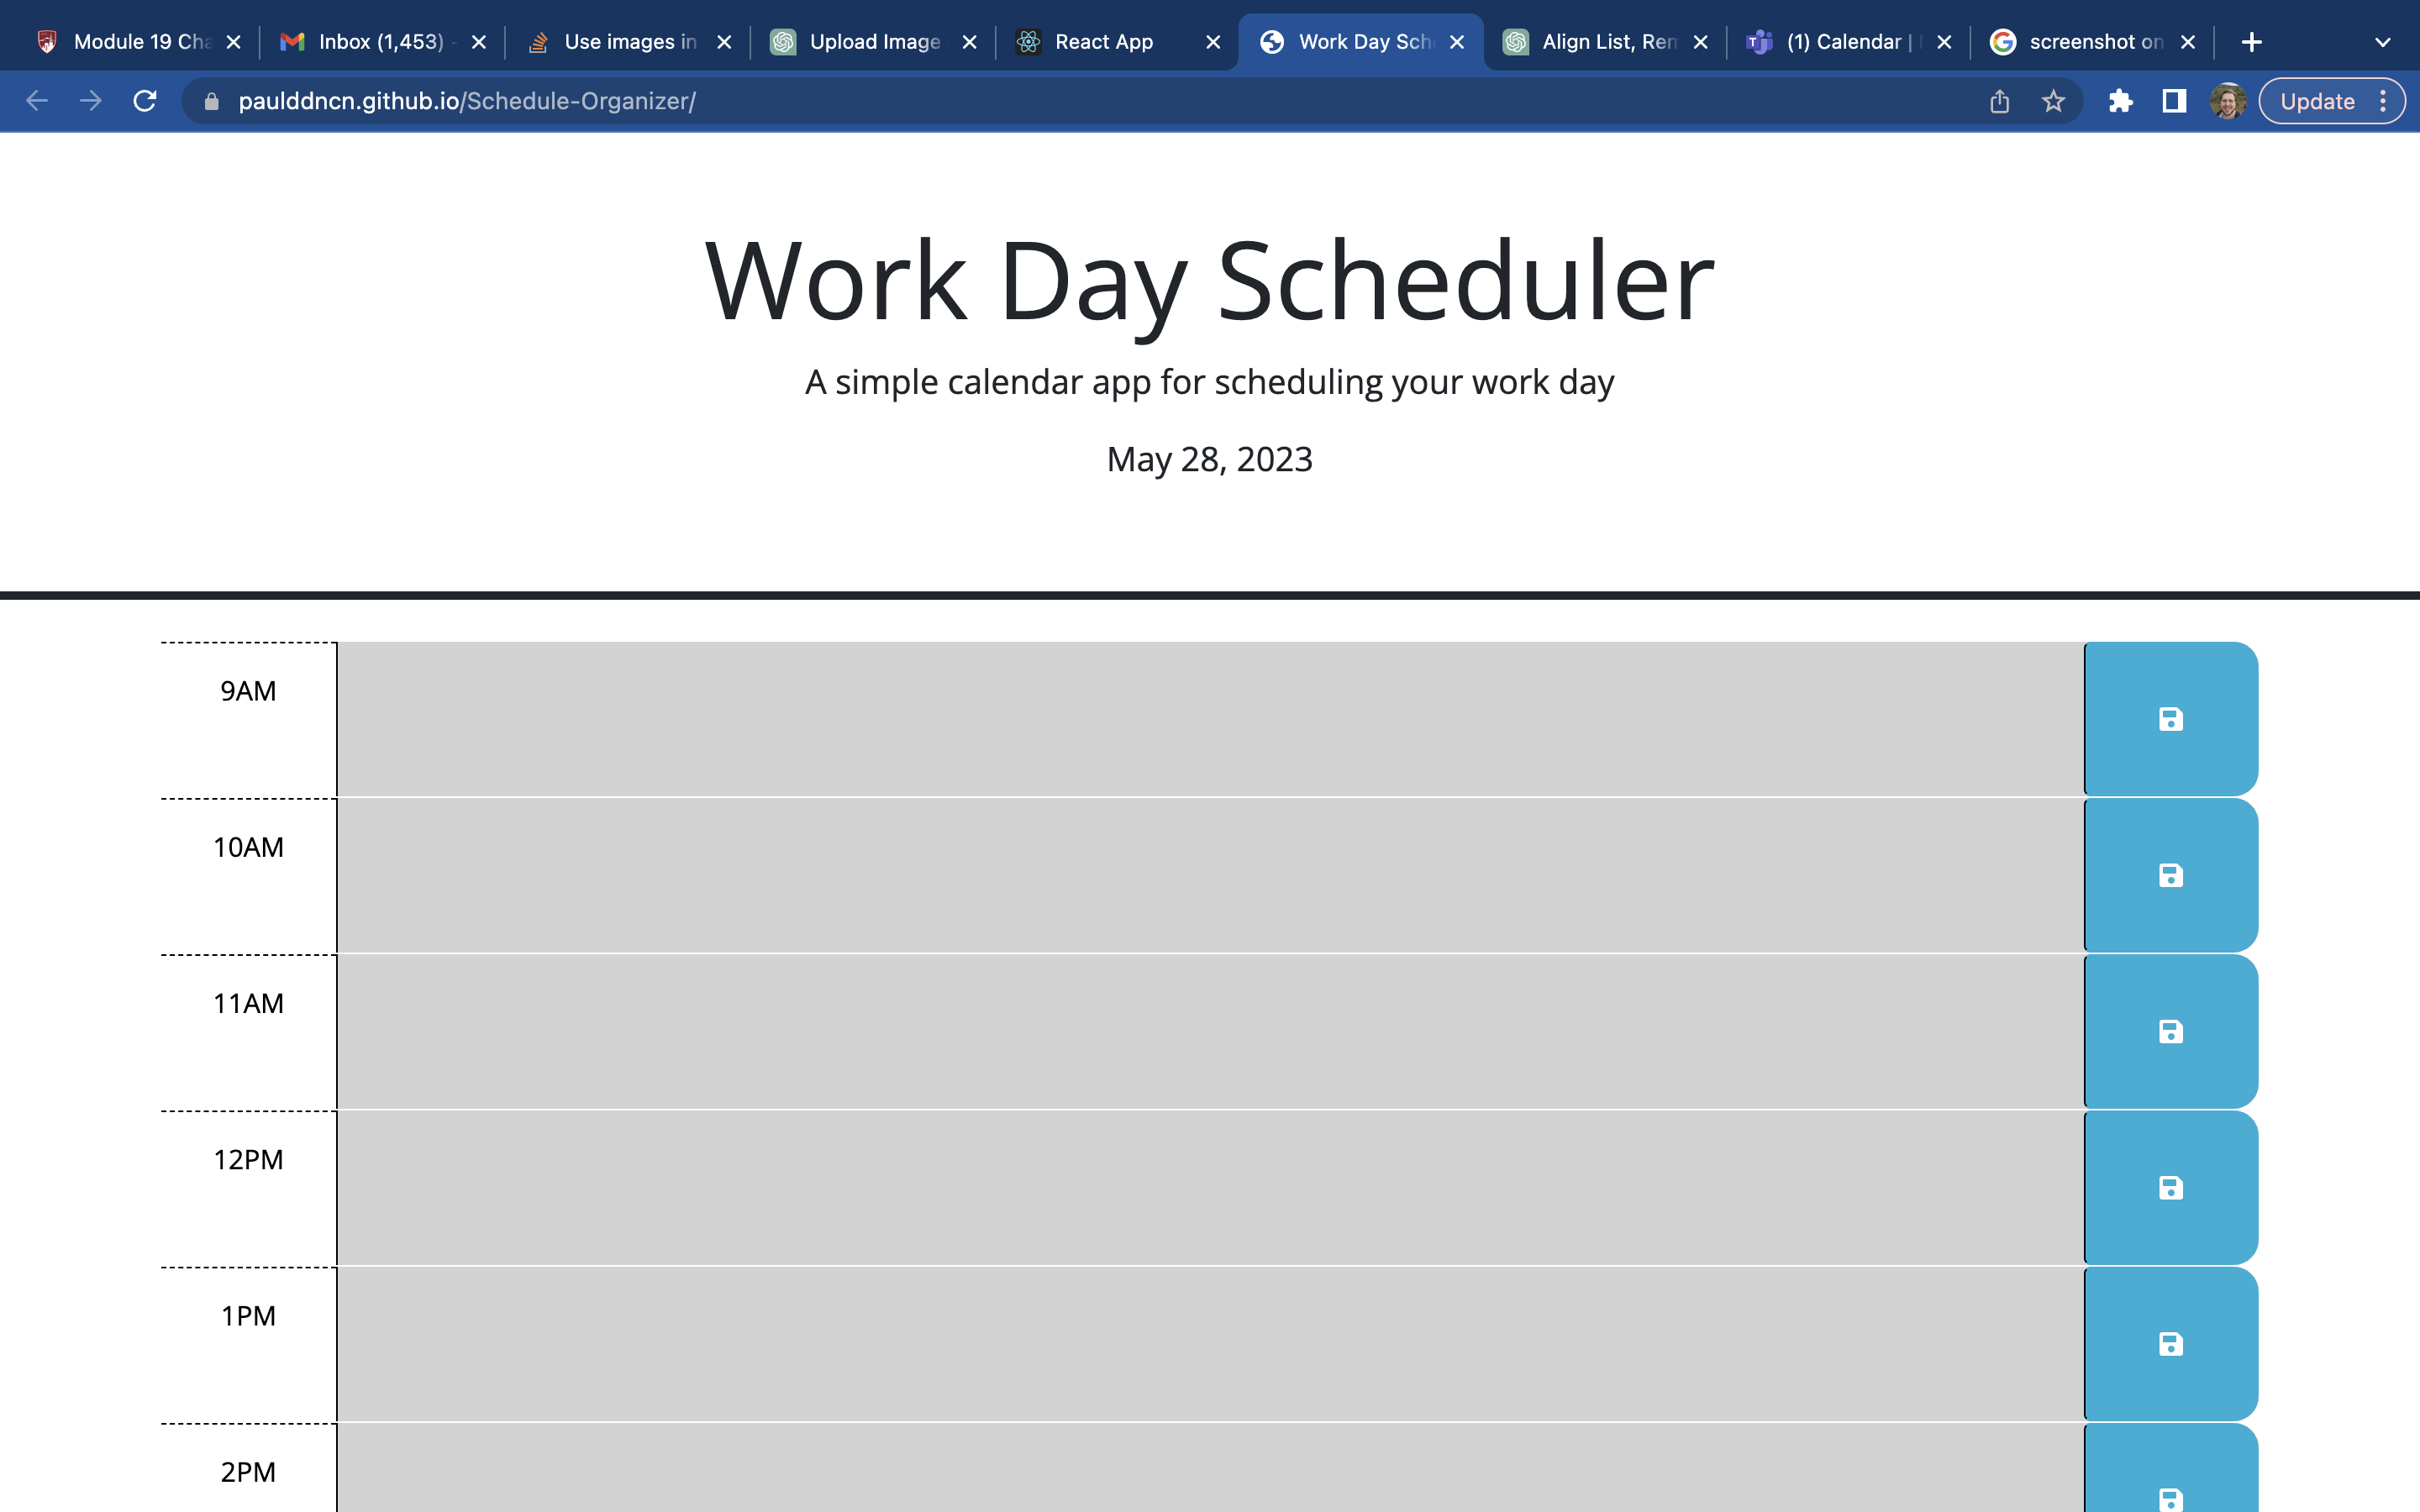 Module 19 Cha
Inbox (1,453) -
Use images in
Upload Image
React App
Work Day Sch
Align List, Rem
(1) Calendar |
screenshot on
paulddncn.github.io/Schedule-Organizer/
Update
Work Day Scheduler
A simple calendar app for scheduling your work day
May 28, 2023
9AM
10AM
11AM
12PM
1PM
2PM